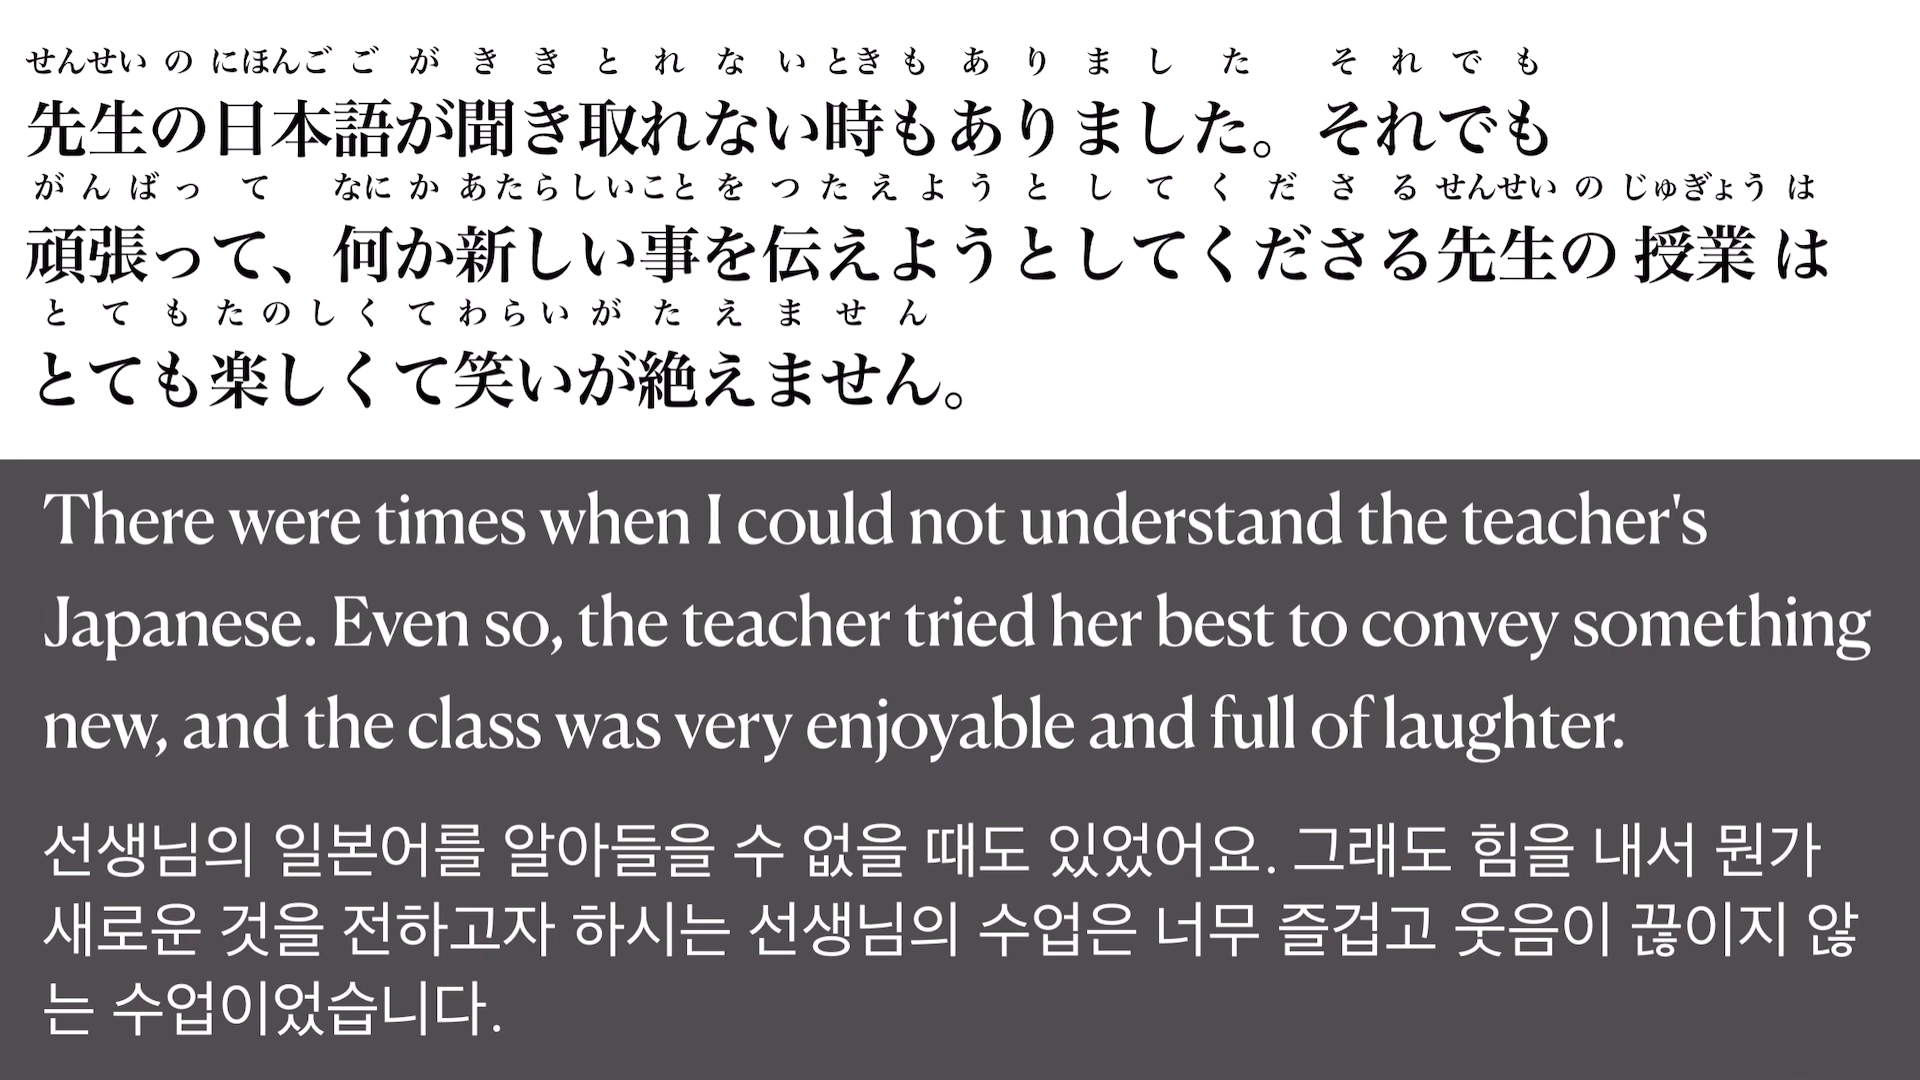 せんせい の にほんご ご が き き と れ な い とき も あ り ま し た そ れ で も
先生の日本語が聞き取れない時もありました。それでも
が ん ば っ て なに か あたらしいこと を つ た え よ う と し て く だ さ る せんせい の じゅぎょう は
頑張って、何か新しい事を伝えようとしてくださる先生の 授業 は
と て も た の し く て わ ら い が た え ま せ ん
とても楽しくて笑いが絶えません。
There were times when I could not understand the teacher's
Japanese. Even so, the teacher tried her best to convey something
new, and the class was very enjoyable and full of laughter.
선생님의 일본어를 알아들을 수 없을 때도 있었어요. 그래도 힘을 내서 뭔가
새로운 것을 전하고자 하시는 선생님의 수업은 너무 즐겁고 웃음이 끊이지 않
는 수업이었습니다.